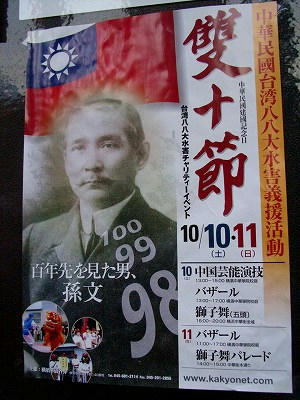 中華民國台湾八八大水害義援活動
雙十節
中華民國建國記念日
台湾八八大水害チャリティーイベント
10/10・11
(土) (日)
100
99
98
百年先を見た男、
孫文
10(土) 中国芸能演技
バザール
獅子舞(五頭)
11(日) バザール
獅子舞パレード
www.kakyonet.com